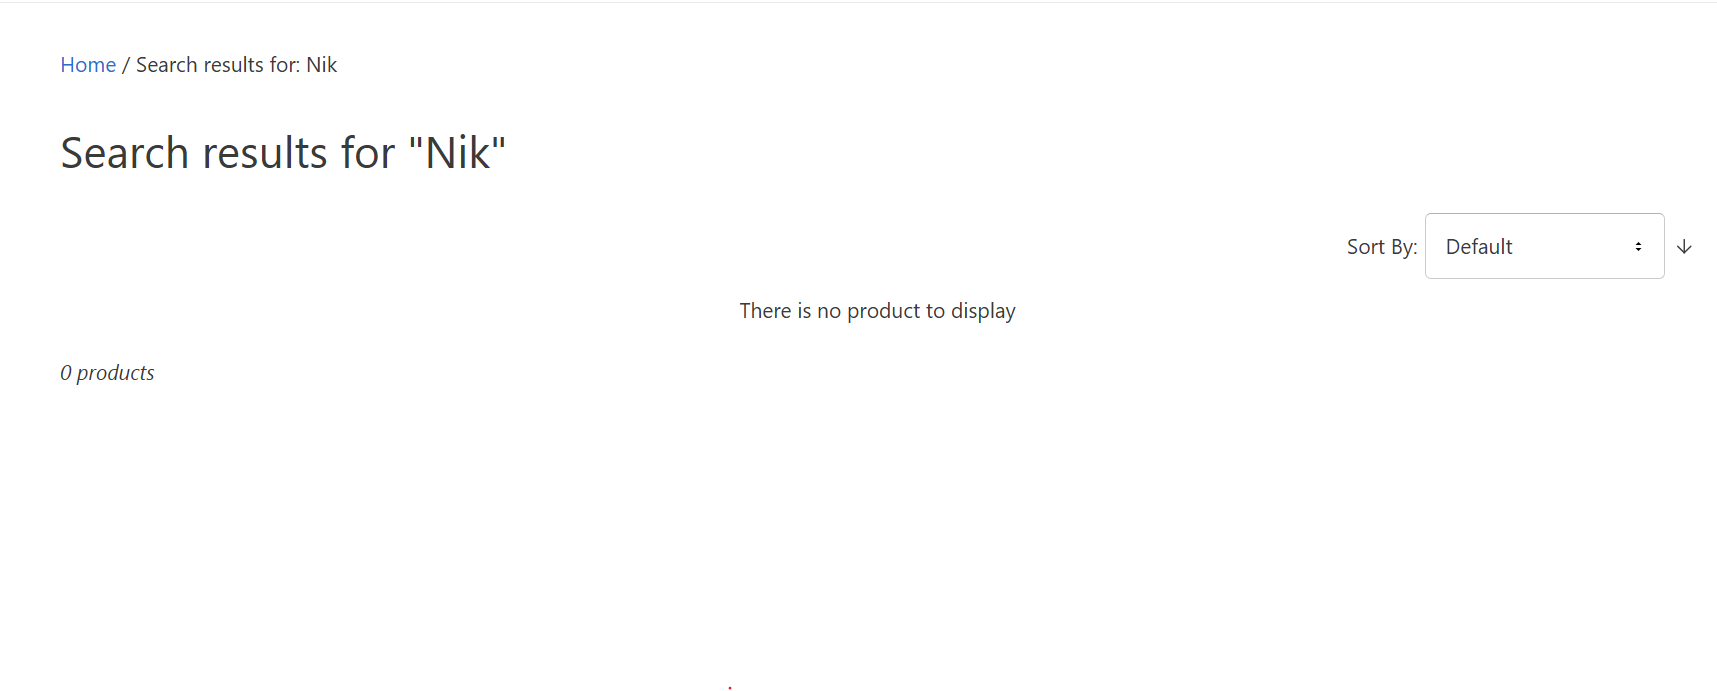 Home / Search results for: Nik
Search results for "Nik"
Sort By: Default
There is no product to display
0 products